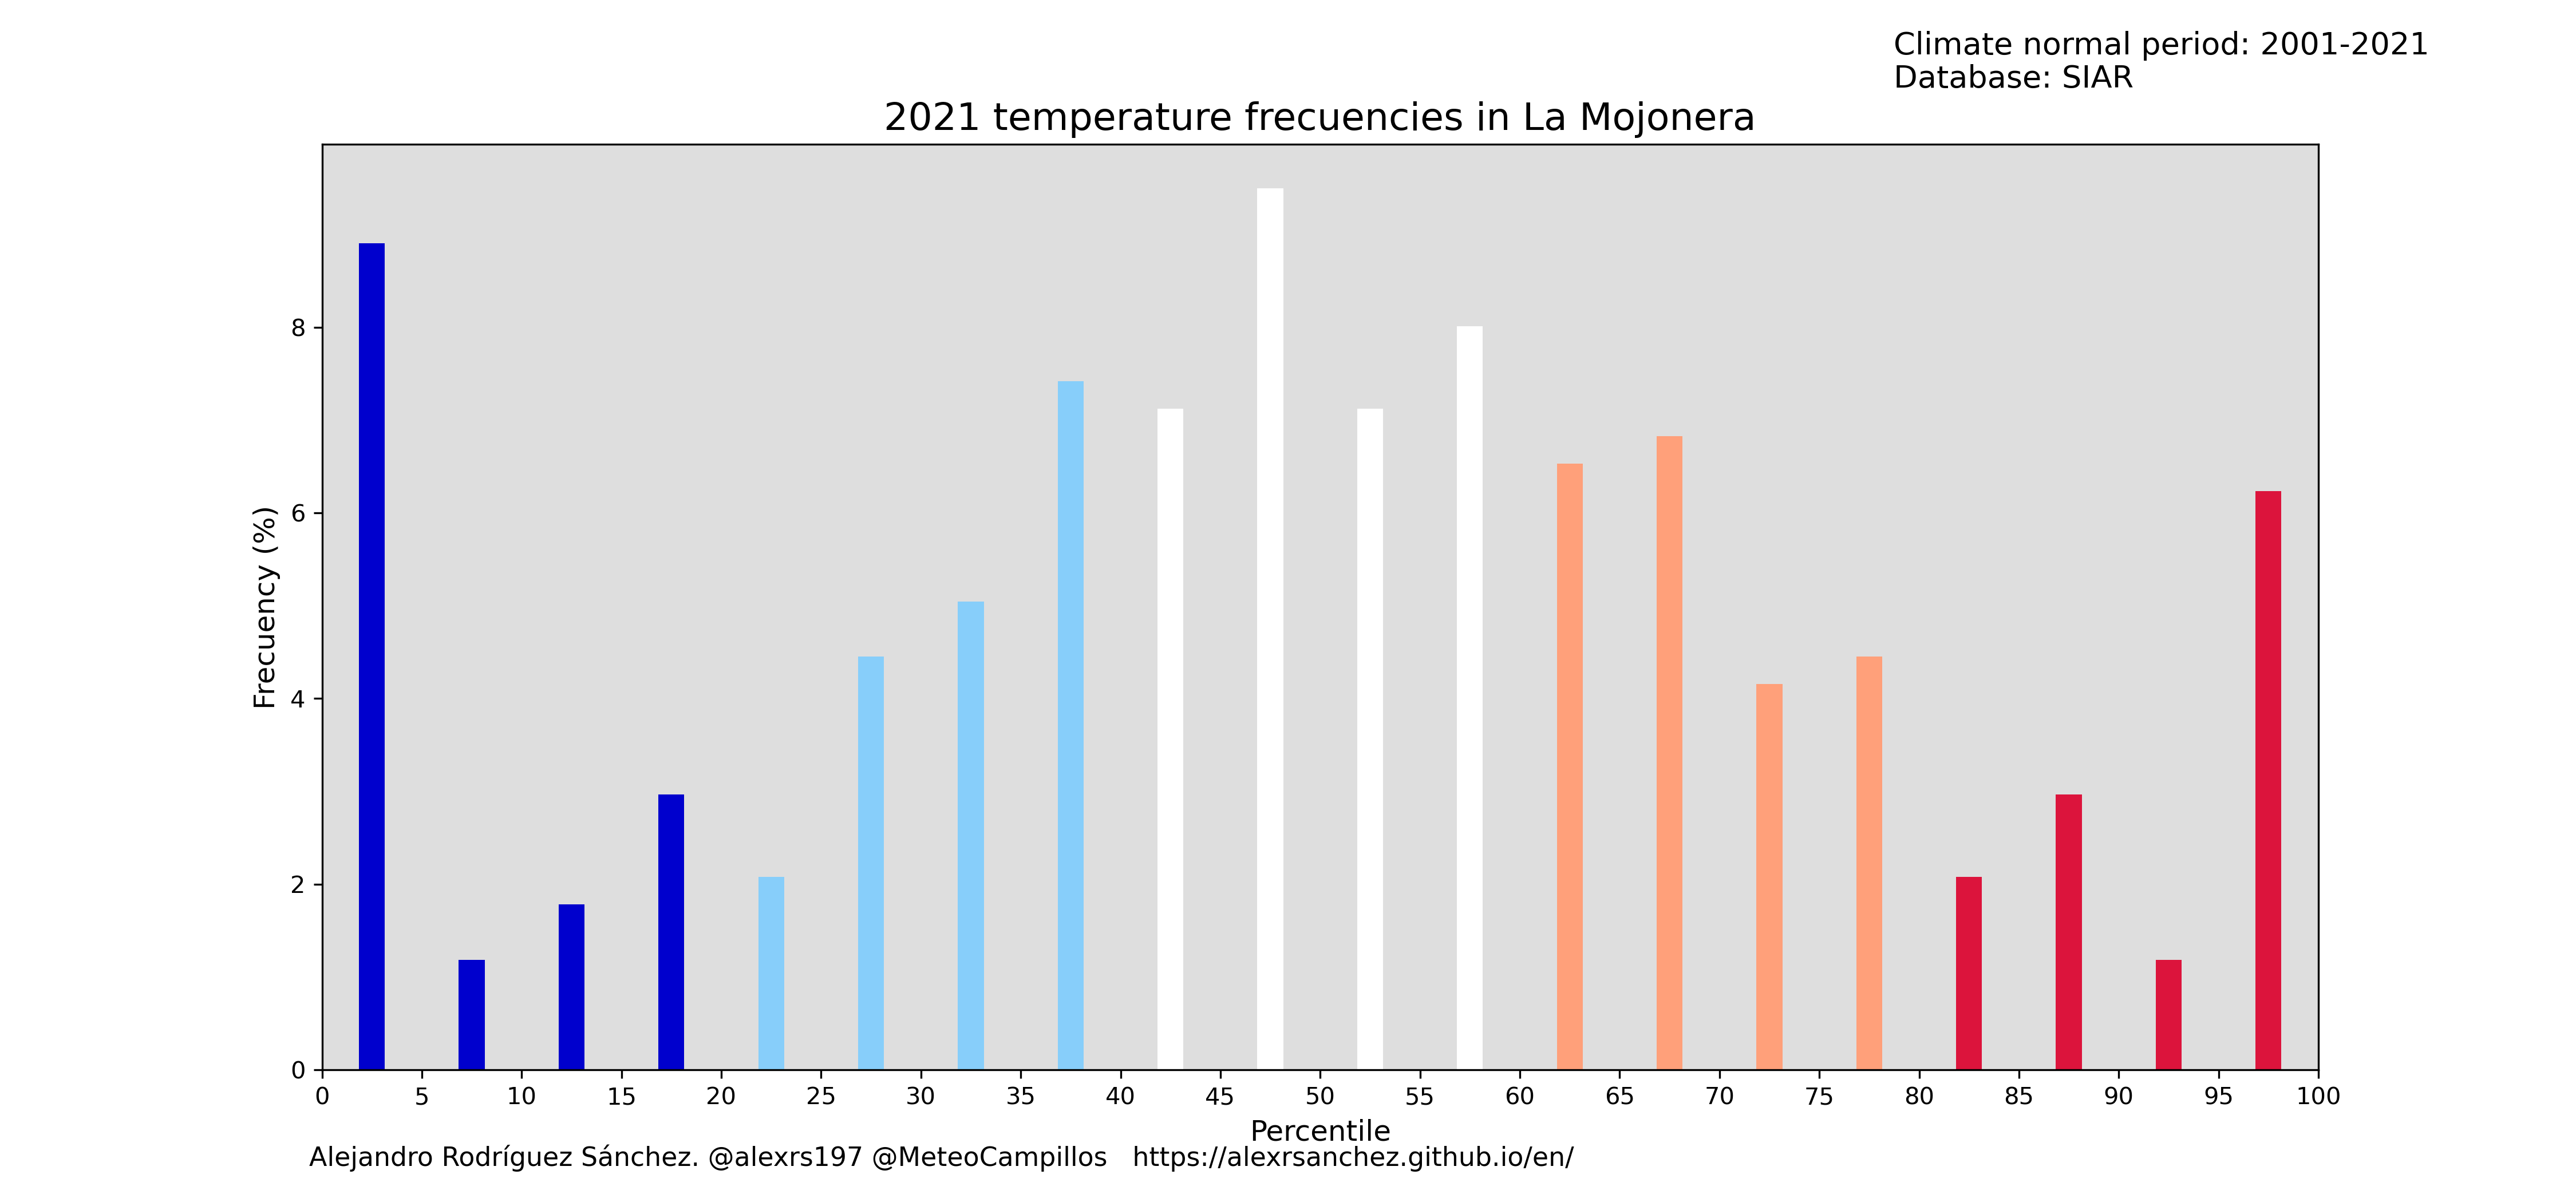 Climate normal period: 2001-2021
Database: SIAR
2021 temperature frecuencies in La Mojonera
Frecuency (%)
8
6
4
2
0
0 5 10 15 20 25 30 35 40 45 50 55 60 65 70 75 80 85 90 95 100
Percentile
Alejandro Rodríguez Sánchez. @alexrs197 @MeteoCampillos https://alexrsanchez.github.io/en/